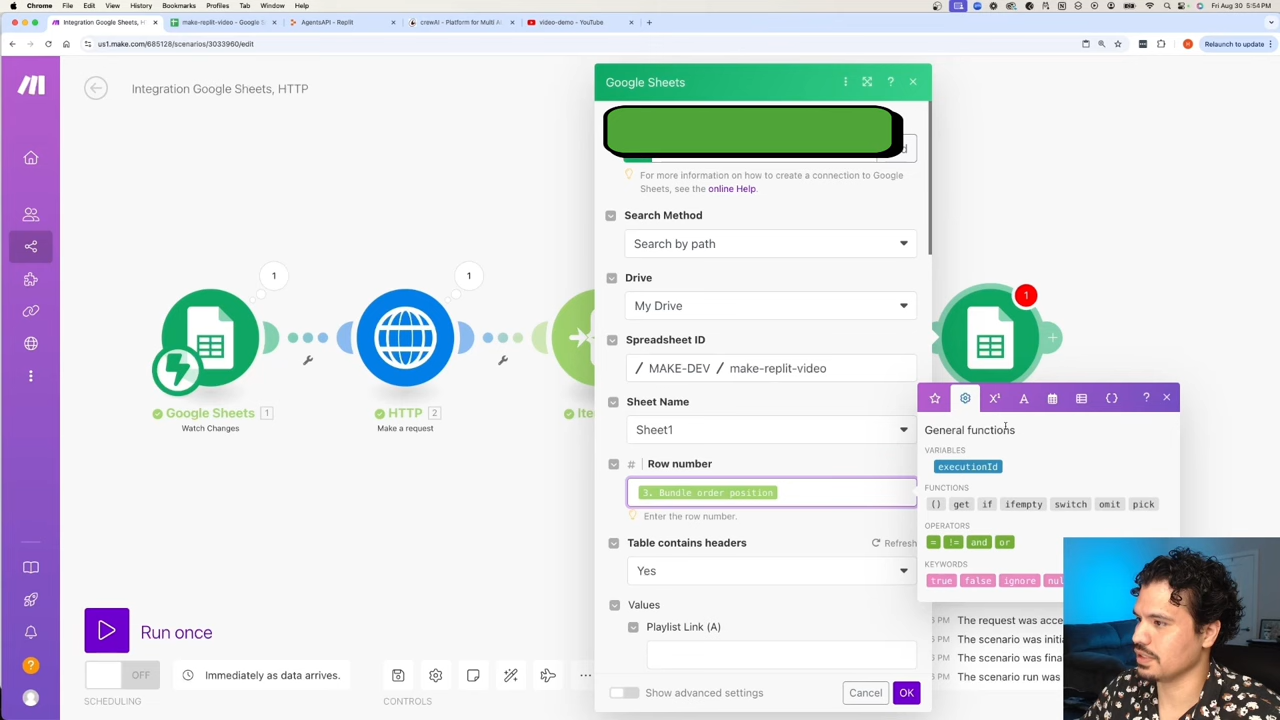 Chrome File Edit View History Bookmarks Profiles Tab Window Help
Fri Aug 30 5:54 PM
Integration Google Sheets, H
make-replit-video - Google S
AgentsAPI - Replit
crewAI - Platform for Multi A
video-demo - YouTube
us1.make.com/685128/scenarios/3033960/edit
Relaunch to update
Integration Google Sheets, HTTP
Google Sheets
For more information on how to create a connection to Google
Sheets, see the online Help.
Search Method
Search by path
Drive
My Drive
Spreadsheet ID
/ MAKE-DEV / make-replit-video
Sheet Name
Sheet1
# Row number
3. Bundle order position
Enter the row number.
Table contains headers
Refresh
Yes
Values
Playlist Link (A)
Show advanced settings
Cancel
OK
1
Google Sheets 1
Watch Changes
1
HTTP 2
Make a request
Ite
1
General functions
VARIABLES
executionId
FUNCTIONS
() get if ifempty switch omit pick
OPERATORS
= != and or
KEYWORDS
true false ignore nul
Run once
OFF
Immediately as data arrives.
SCHEDULING
CONTROLS
PM The request was acce
PM The scenario was initia
PM The scenario was fina
PM The scenario run was